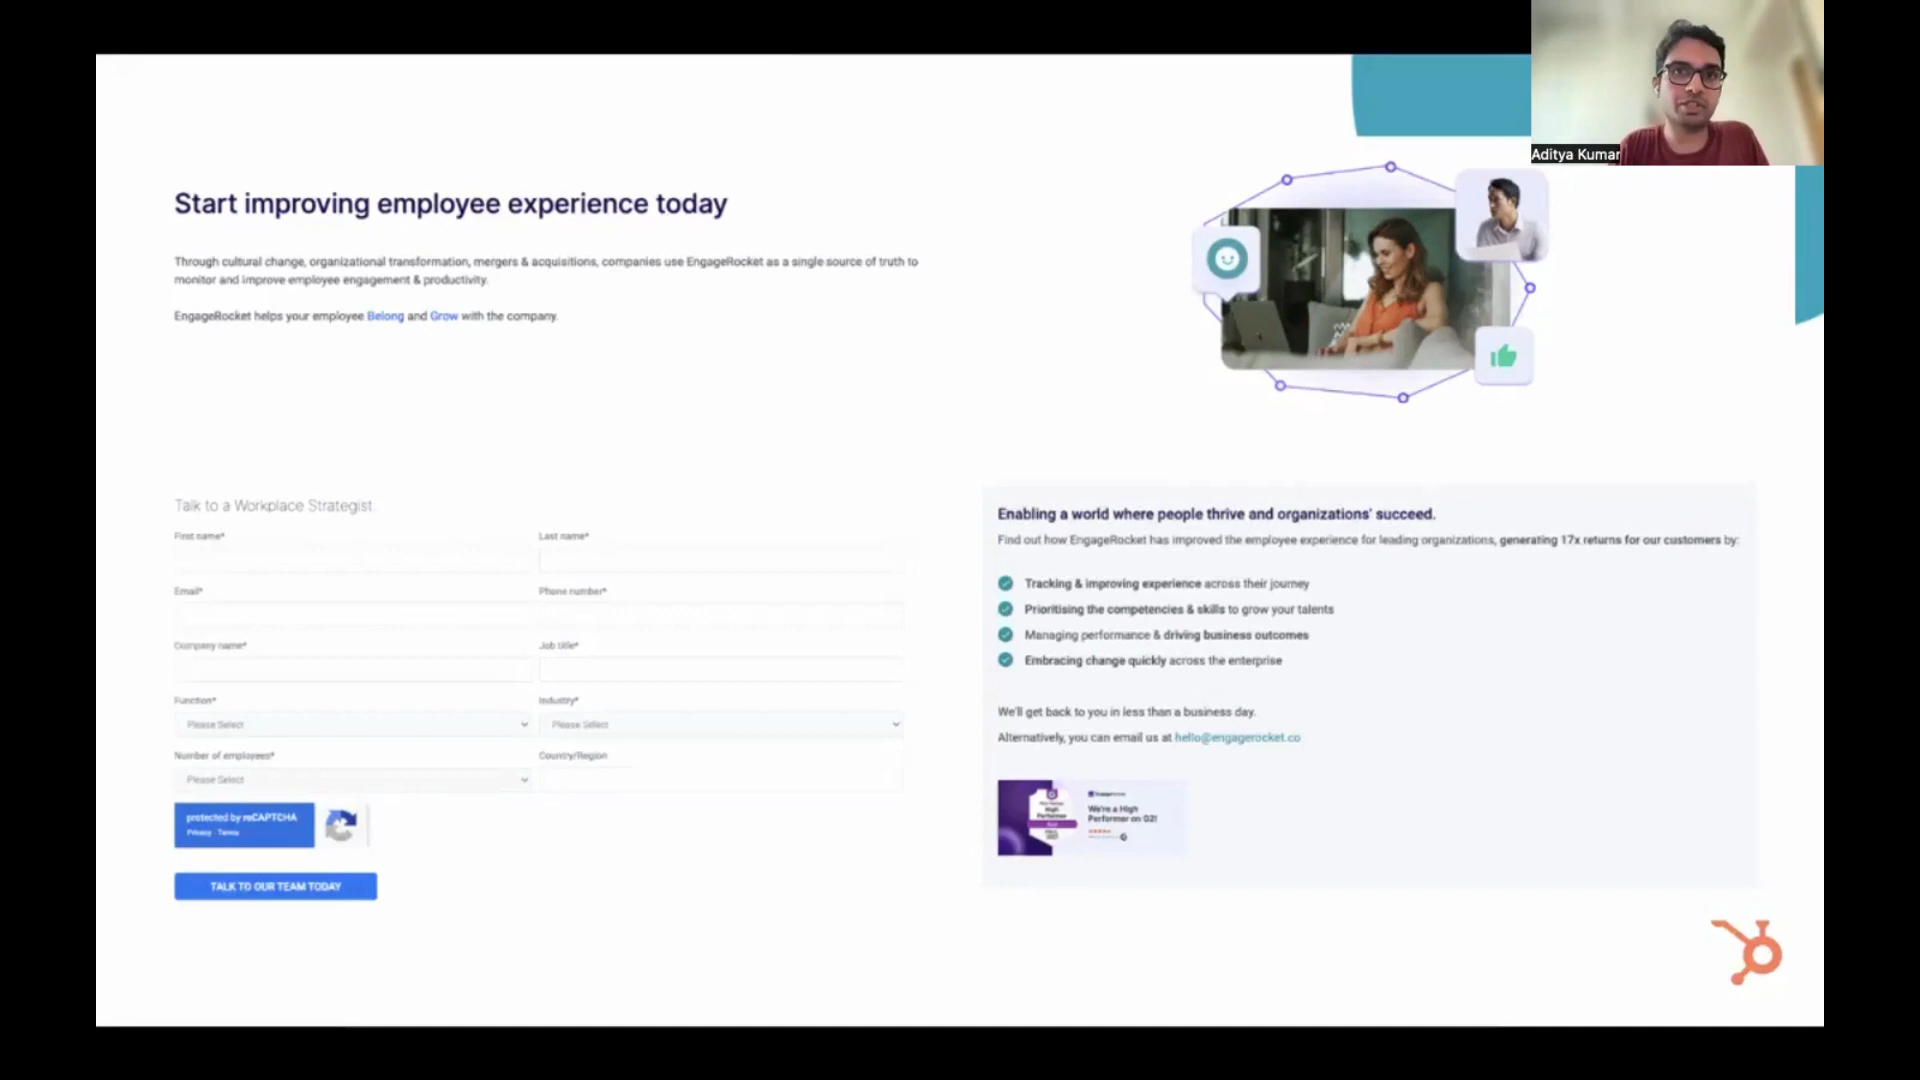 Aditya Kumar
Start improving employee experience today
Through cultural change, organizational transformation, mergers & acquisitions, companies use EngageRocket as a single source of truth to
monitor and improve employee engagement & productivity.
EngageRocket helps your employee Belong and Grow with the company.
Talk to a Workplace Strategist
First name*
Last name*
Email*
Phone number*
Company name*
Job title*
Function*
Industry*
Please Select
Please Select
Number of employees*
Country/Region
Please Select
protected by reCAPTCHA
Privacy - Terms
TALK TO OUR TEAM TODAY
Enabling a world where people thrive and organizations' succeed.
Find out how EngageRocket has improved the employee experience for leading organizations, generating 17x returns for our customers by:
Tracking & improving experience across their journey
Prioritising the competencies & skills to grow your talents
Managing performance & driving business outcomes
Embracing change quickly across the enterprise
We'll get back to you in less than a business day.
Alternatively, you can email us at hello@engagerocket.co
High
Performer
We're a High
Performer on G2!